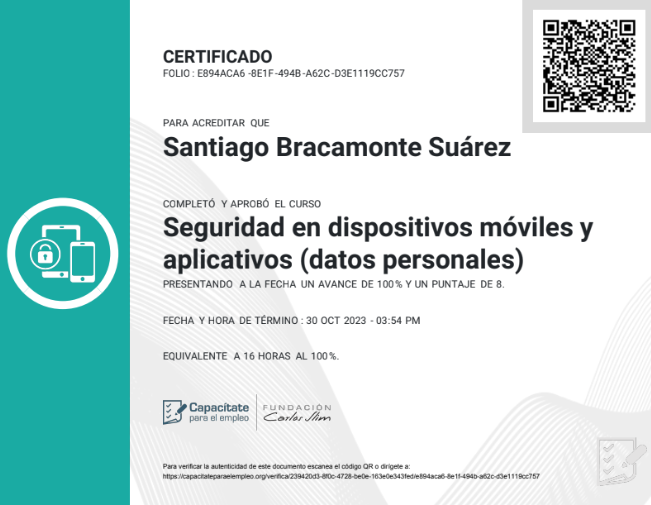 CERTIFICADO
FOLIO : E894ACA6 -8E1F-494B-A62C-D3E1119CC757
PARA ACREDITAR QUE
Santiago Bracamonte Suárez
COMPLETÓ Y APROBÓ EL CURSO
Seguridad en dispositivos móviles y
aplicativos (datos personales)
PRESENTANDO A LA FECHA UN AVANCE DE 100% Y UN PUNTAJE DE 8.
FECHA Y HORA DE TÉRMINO : 30 OCT 2023 - 03:54 PM
EQUIVALENTE A 16 HORAS AL 100%.
Capacítate
para el empleo
FUNDACIÓN
Carlos Slim
Para verificar la autenticidad de este documento escanea el código QR o dirígete a:
https://capacitateparaelempleo.org/verifica/239420d3-8f0c-4728-be0e-163e0e343fed/e894aca6-8e1f-494b-a62c-d3e1119cc757